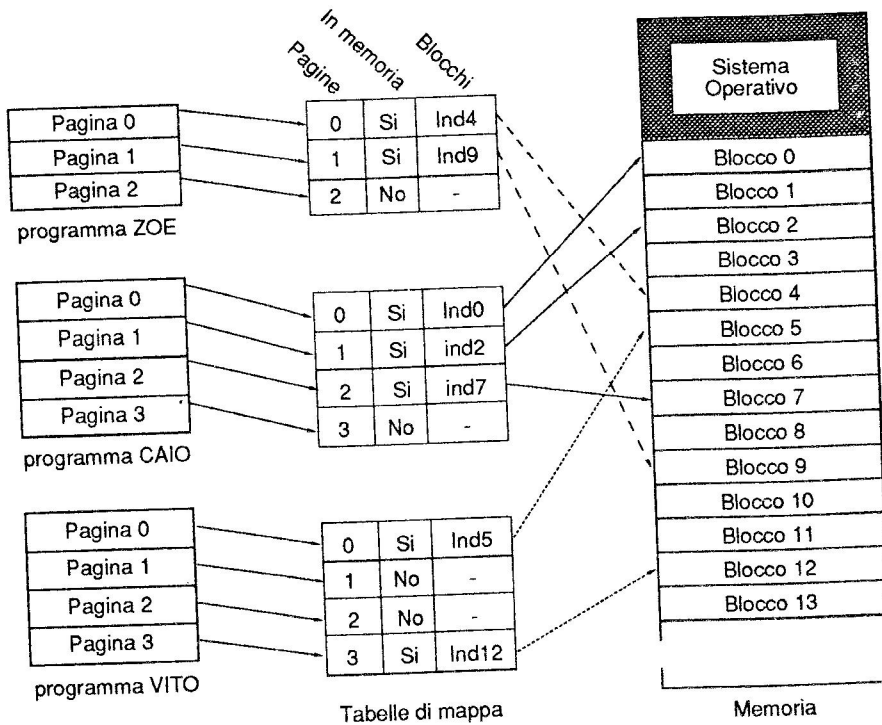 Pagine
In memoria
Blocchi
Sistema
Operativo
Pagina 0
Pagina 1
Pagina 2
programma ZOE
0 Si Ind4
1 Si Ind9
2 No -
Pagina 0
Pagina 1
Pagina 2
Pagina 3
programma CAIO
0 Si Ind0
1 Si ind2
2 Si ind7
3 No -
Pagina 0
Pagina 1
Pagina 2
Pagina 3
programma VITO
0 Si Ind5
1 No -
2 No -
3 Si Ind12
Tabelle di mappa
Blocco 0
Blocco 1
Blocco 2
Blocco 3
Blocco 4
Blocco 5
Blocco 6
Blocco 7
Blocco 8
Blocco 9
Blocco 10
Blocco 11
Blocco 12
Blocco 13
Memoria